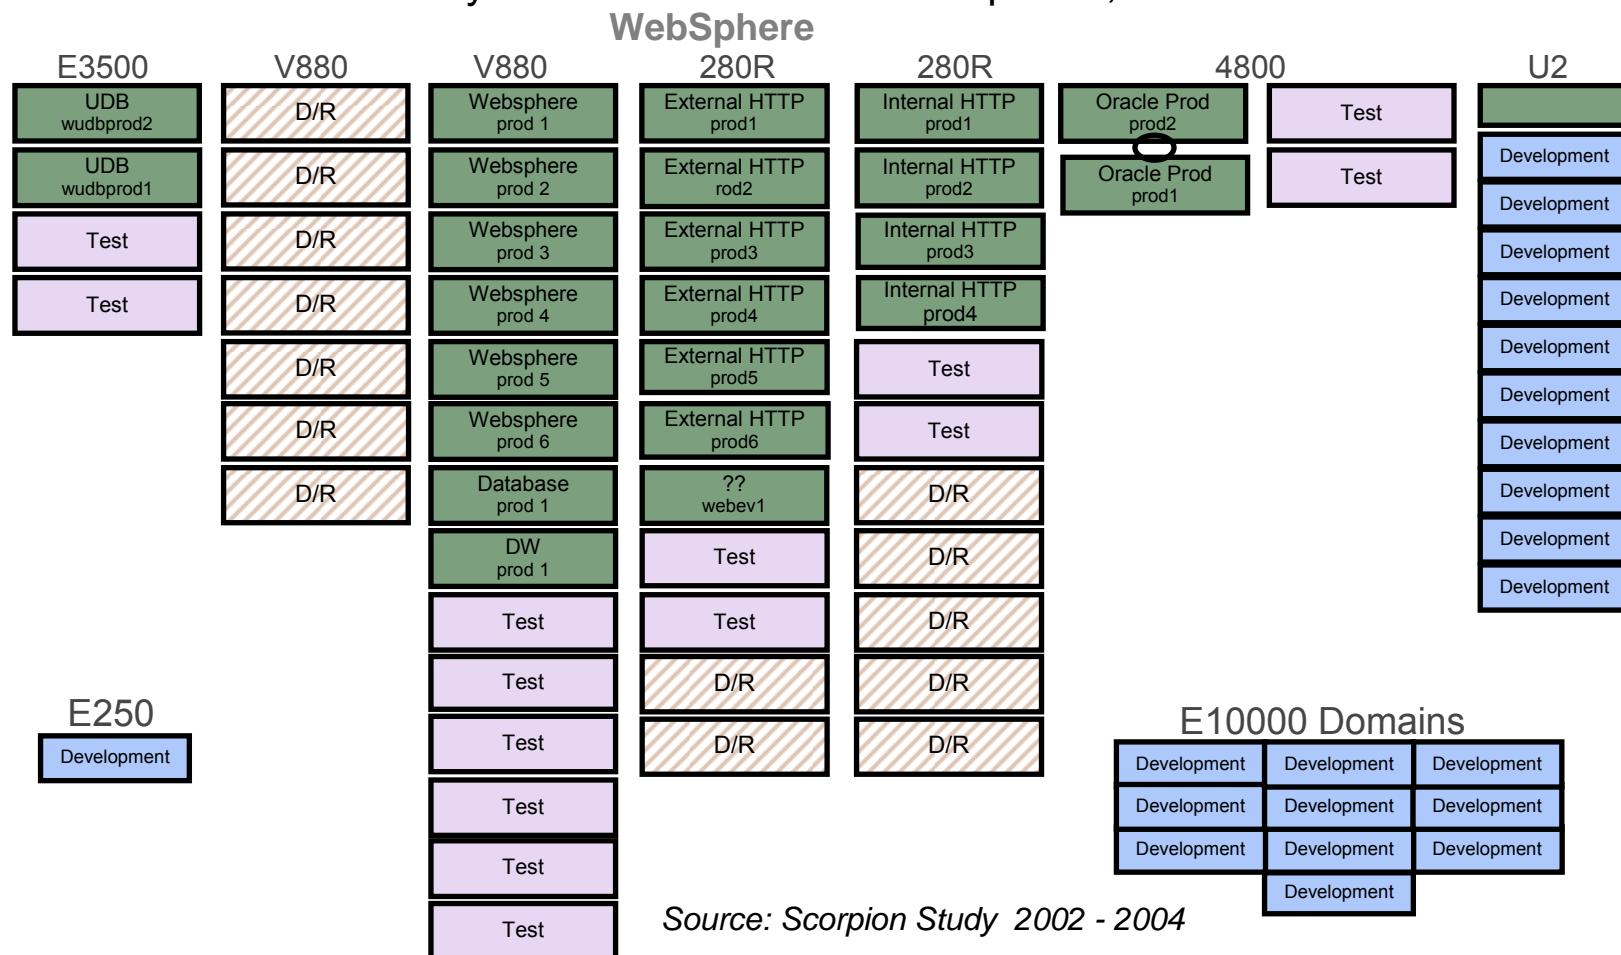 WebSphere
E3500
V880
V880
280R
280R
4800
U2
UDB
wudbprod2
UDB
wudbprod1
Test
Test
D/R
D/R
D/R
D/R
D/R
D/R
D/R
Websphere
prod 1
Websphere
prod 2
Websphere
prod 3
Websphere
prod 4
Websphere
prod 5
Websphere
prod 6
Database
prod 1
DW
prod 1
Test
Test
Test
Test
Test
Test
External HTTP
prod1
External HTTP
rod2
External HTTP
prod3
External HTTP
prod4
External HTTP
prod5
External HTTP
prod6
??
webev1
Test
Test
D/R
D/R
Internal HTTP
prod1
Internal HTTP
prod2
Internal HTTP
prod3
Internal HTTP
prod4
Test
Test
D/R
D/R
D/R
D/R
D/R
Oracle Prod
prod2
Oracle Prod
prod1
Test
Test
Development
Development
Development
Development
Development
Development
Development
Development
Development
Development
E250
Development
E10000 Domains
Development Development Development
Development Development Development
Development Development Development
Development
Source: Scorpion Study 2002 - 2004